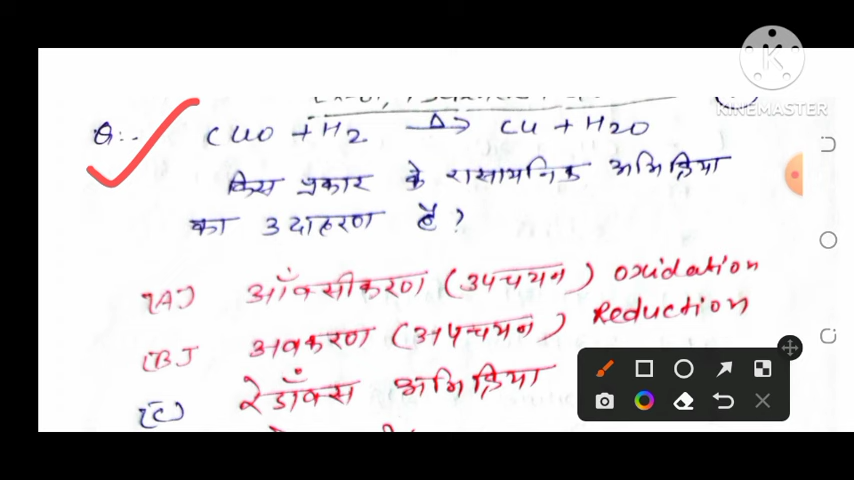 KINEMASTER
Q:-. CuO + H2 —Δ→ Cu + H2O
किस प्रकार के रासायनिक अभिक्रिया
का उदाहरण है?
(A) ऑक्सीकरण (उपचयन) Oxidation
(B) अवकरण (अपचयन) Reduction
(C) रेडॉक्स अभिक्रिया